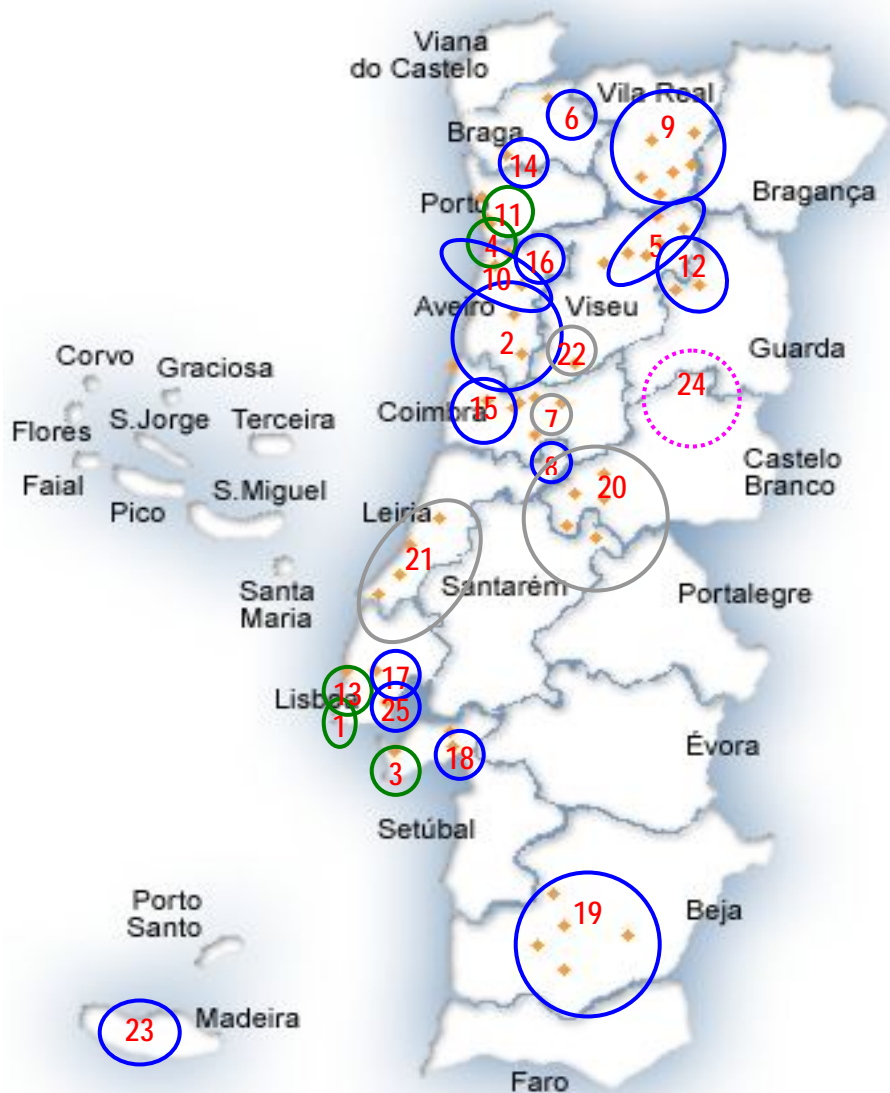 Viana
do Castelo
Vila Real
6
9
Braga
14
Bragança
Porto
11
4
5
16
12
10
Aveiro
Viseu
2
22
Guarda
Corvo
Graciosa
24
Flores
S.Jorge
Terceira
Coimbra
15
7
Castelo
Branco
8
20
Faial
Pico
S.Miguel
Leiria
21
Santa
Maria
Santarém
Portalegre
17
13
Lisboa
25
1
18
3
Évora
Setúbal
Porto
Santo
19
Beja
23
Madeira
Faro